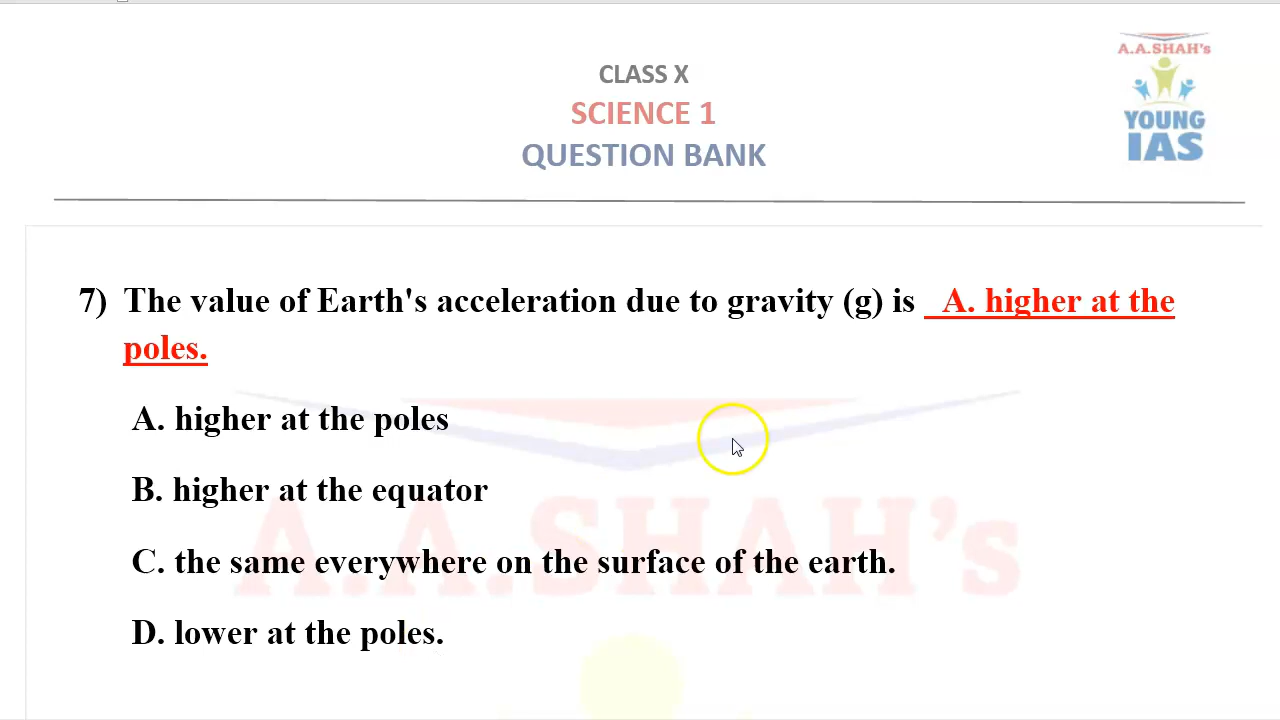 A.A.SHAH's
YOUNG
IAS
CLASS X
SCIENCE 1
QUESTION BANK
7) The value of Earth's acceleration due to gravity (g) is A. higher at the
poles.
A. higher at the poles
B. higher at the equator
C. the same everywhere on the surface of the earth.
D. lower at the poles.
A.A.SHAH's